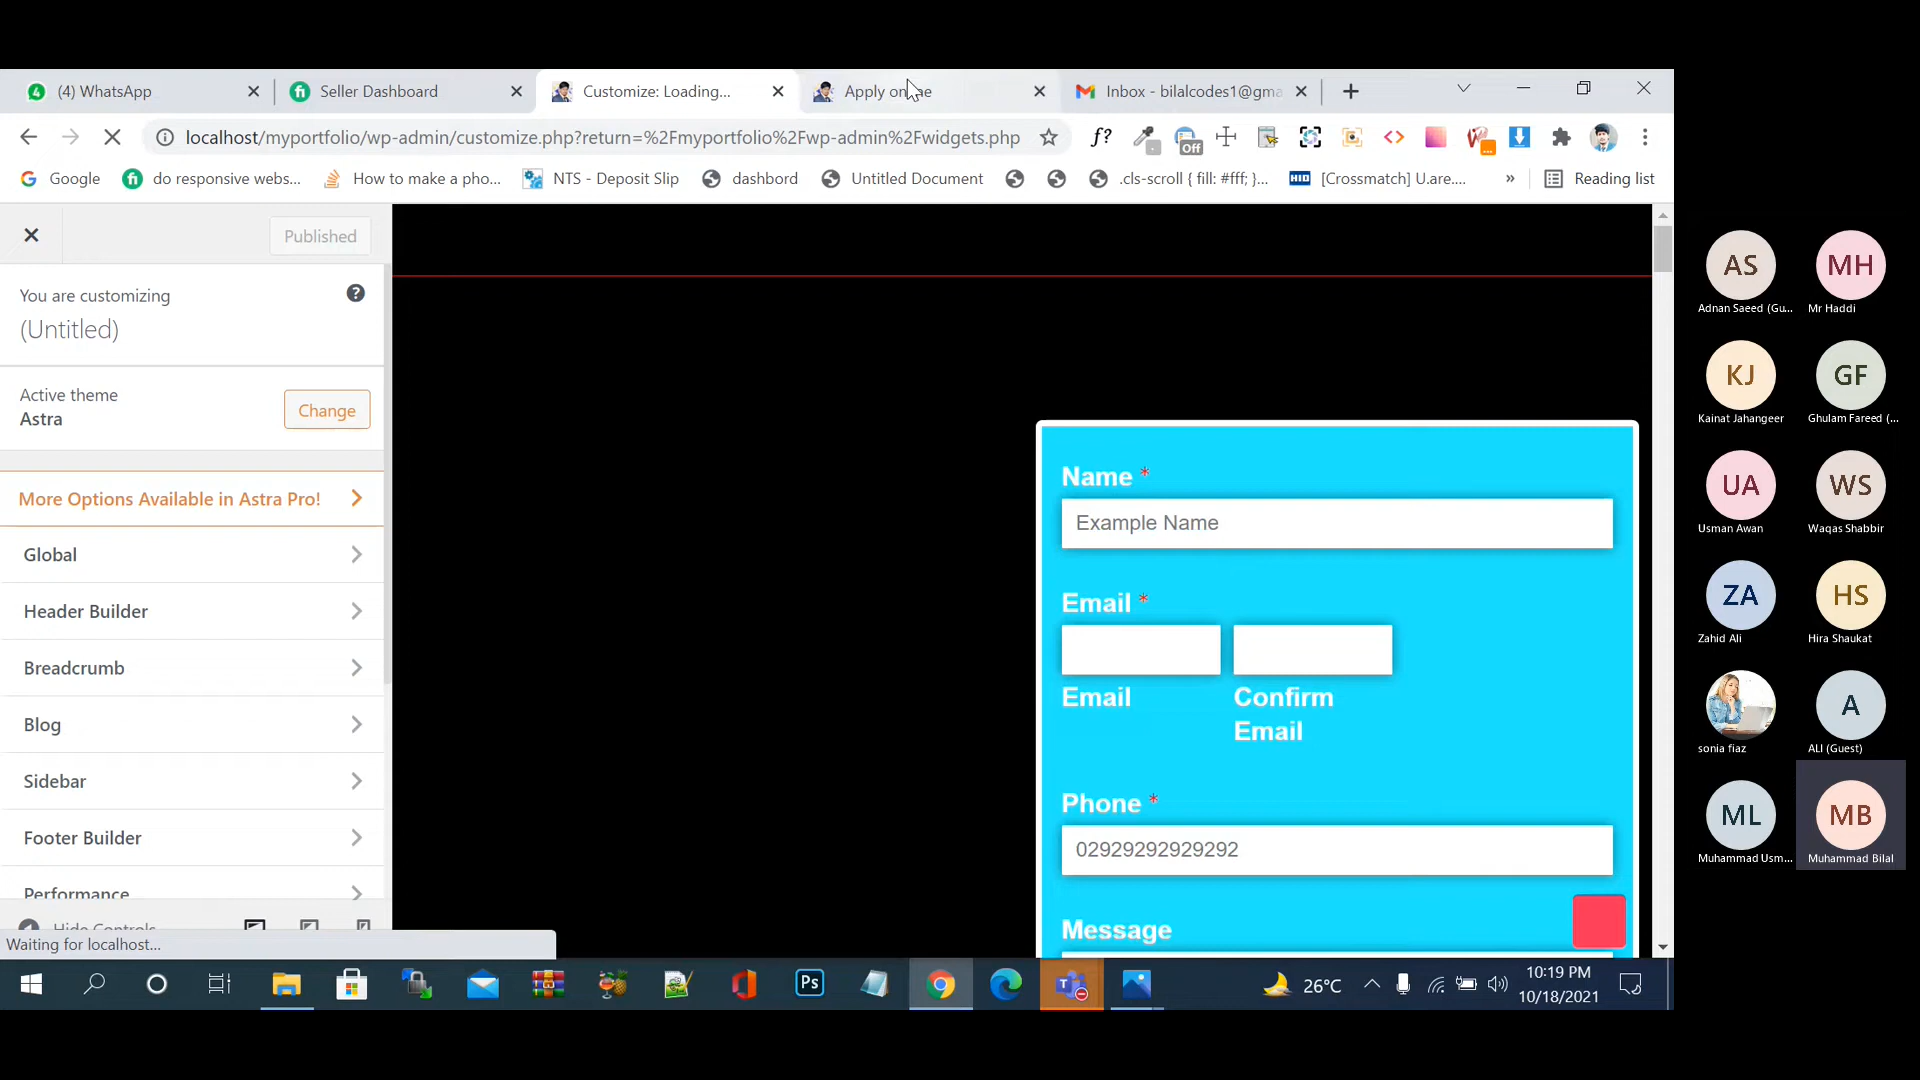 (4) WhatsApp
Seller Dashboard
Customize: Loading...
Apply online
Inbox - bilalcodes1@gma
localhost/myportfolio/wp-admin/customize.php?return=%2Fmyportfolio%2Fwp-admin%2Fwidgets.php
f?
Off
Google
do responsive webs...
How to make a pho...
NTS - Deposit Slip
dashbord
Untitled Document
.cls-scroll { fill: #fff; }...
HID
[Crossmatch] U.are....
»
Reading list
Published
You are customizing
(Untitled)
Active theme
Astra
Change
More Options Available in Astra Pro!
Global
Header Builder
Breadcrumb
Blog
Sidebar
Footer Builder
Performance
Hide Controls
Waiting for localhost...
Name *
Example Name
Email *
Email
Confirm
Email
Phone *
02929292929292
Message
AS
Adnan Saeed (Gu...
MH
Mr Haddi
KJ
Kainat Jahangeer
GF
Ghulam Fareed (...
UA
Usman Awan
WS
Waqas Shabbir
ZA
Zahid Ali
HS
Hira Shaukat
sonia fiaz
A
ALI (Guest)
ML
Muhammad Usm...
MB
Muhammad Bilal
Ps
26°C
10:19 PM
10/18/2021